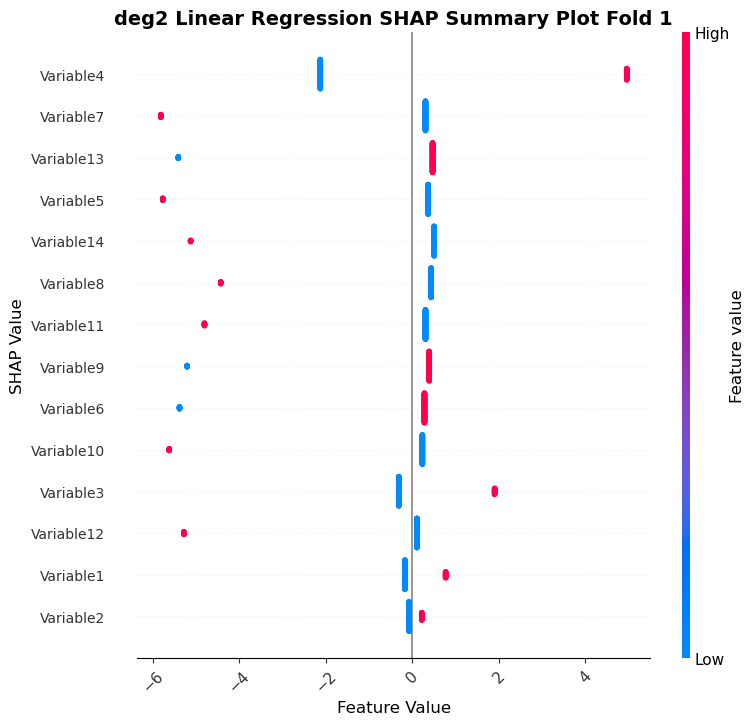 deg2 Linear Regression SHAP Summary Plot Fold 1
High
Variable4
Variable7
Variable13
Variable5
Variable14
Variable8
Variable11
Variable9
Variable6
Variable10
Variable3
Variable12
Variable1
Variable2
SHAP Value
Feature value
Low
−6
−4
−2
0
2
4
Feature Value